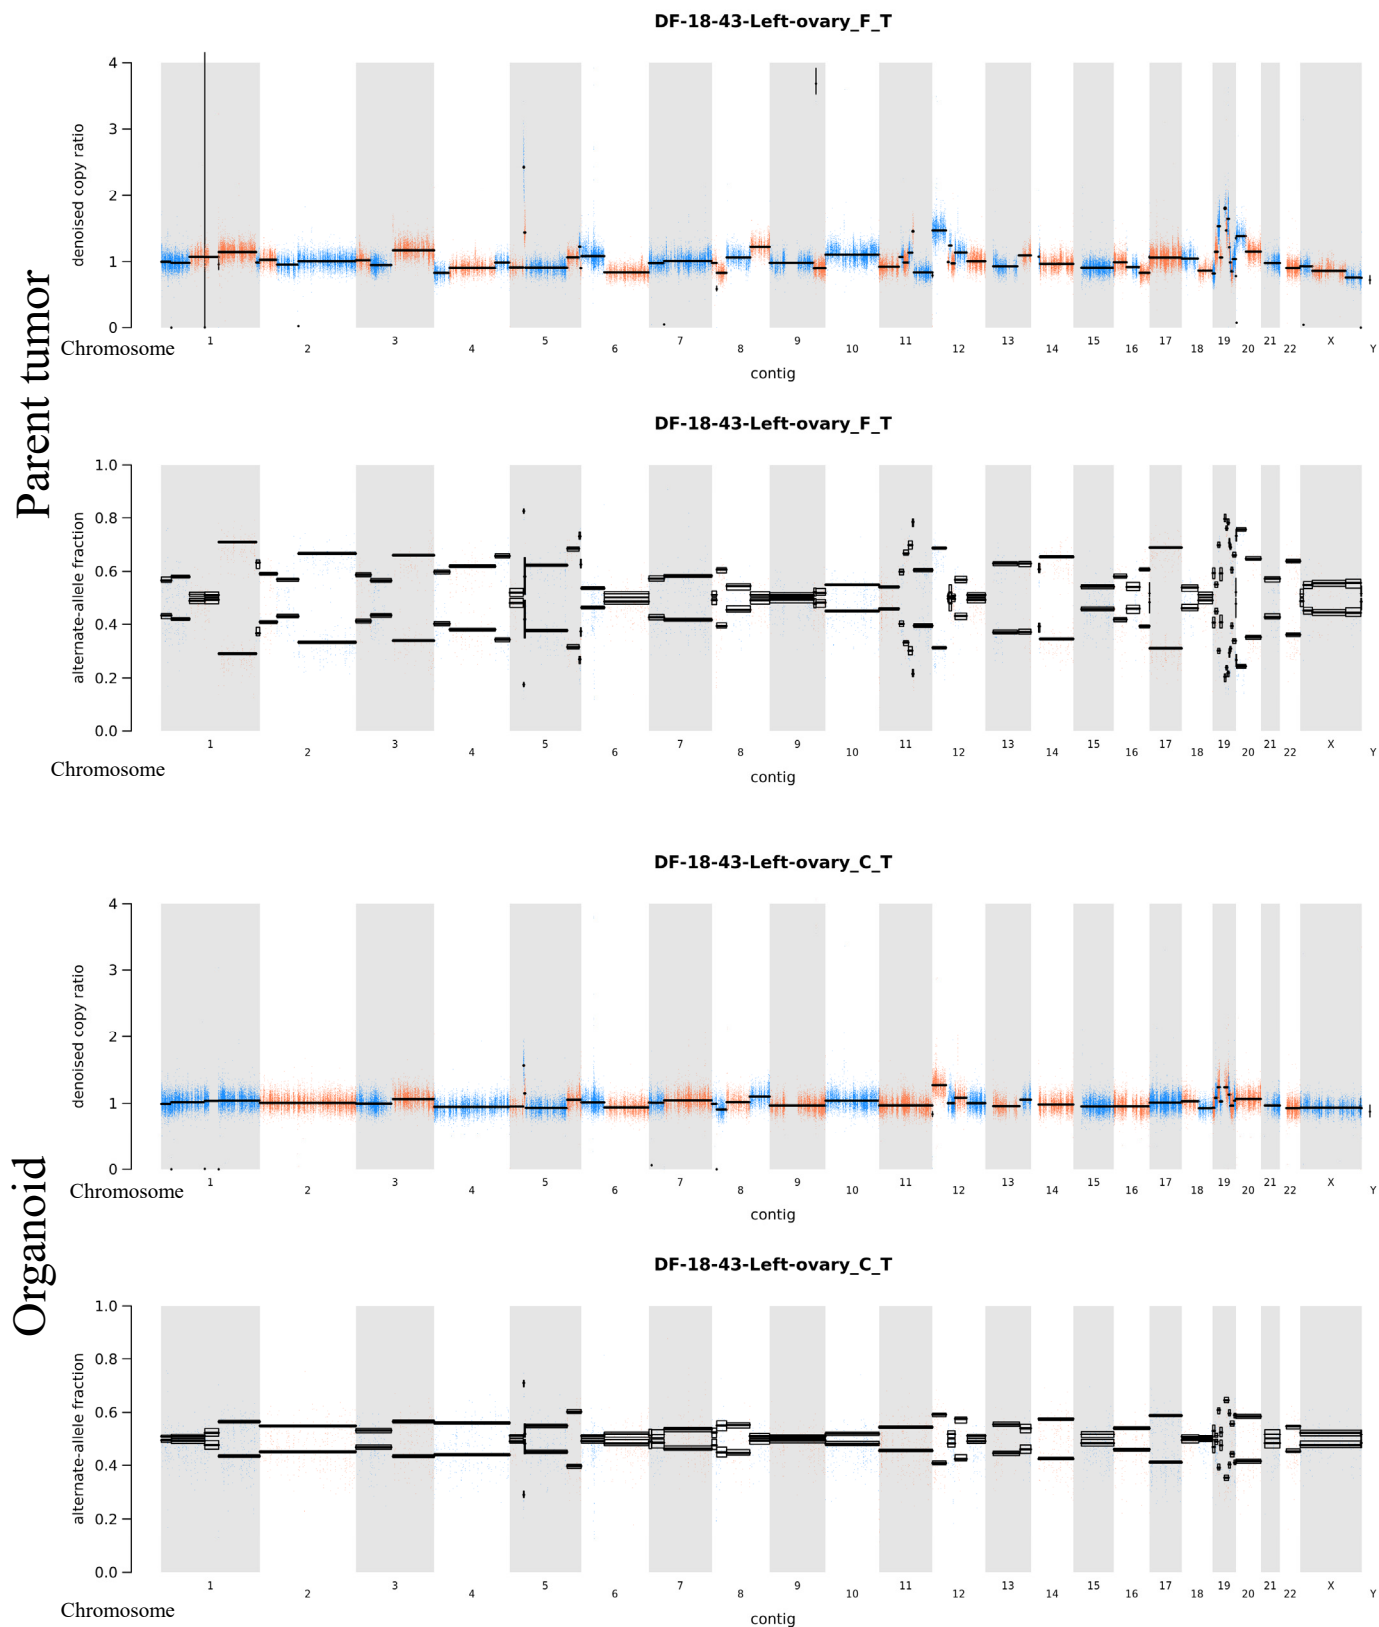 Parent tumor
DF-18-43-Left-ovary_F_T
denoised copy ratio
4
3
2
1
0
Chromosome
1 2 3 4 5 6 7 8 9 10 11 12 13 14 15 16 17 18 19 20 21 22 X Y
contig
DF-18-43-Left-ovary_F_T
alternate-allele fraction
1.0
0.8
0.6
0.4
0.2
0.0
1 2 3 4 5 6 7 8 9 10 11 12 13 14 15 16 17 18 19 20 21 22 X Y
Chromosome
contig
Organoid
DF-18-43-Left-ovary_C_T
denoised copy ratio
4
3
2
1
0
Chromosome
1 2 3 4 5 6 7 8 9 10 11 12 13 14 15 16 17 18 19 20 21 22 X Y
contig
DF-18-43-Left-ovary_C_T
alternate-allele fraction
1.0
0.8
0.6
0.4
0.2
0.0
1 2 3 4 5 6 7 8 9 10 11 12 13 14 15 16 17 18 19 20 21 22 X Y
Chromosome
contig